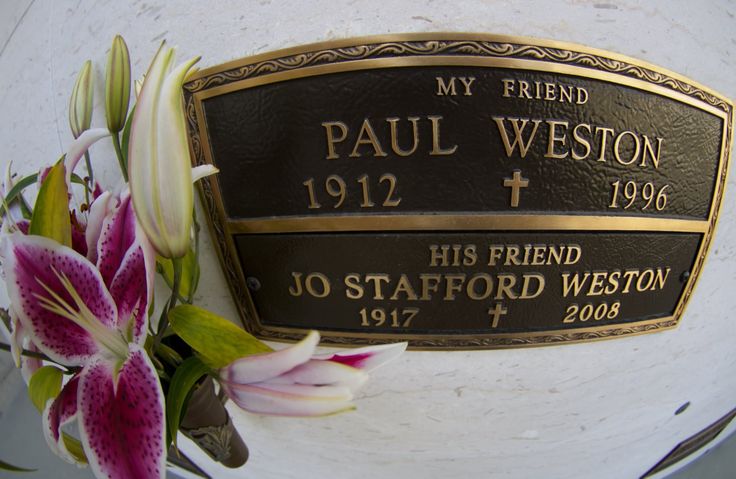 MY FRIEND
PAUL WESTON
1912 1996
HIS FRIEND
JO STAFFORD WESTON
1917 2008